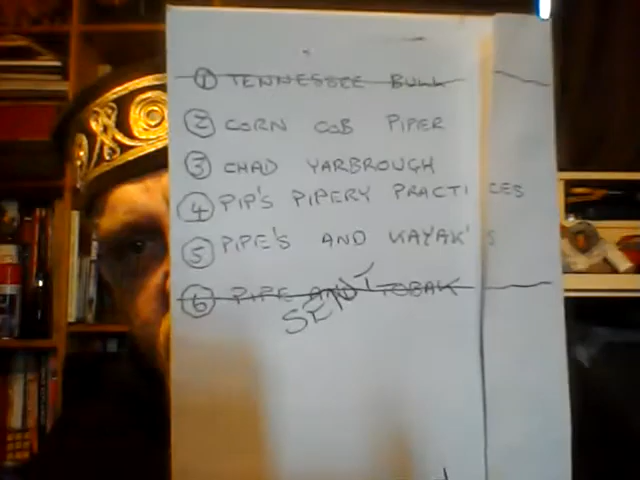 ① TENNESSEE BULL
② CORN COB PIPER
③ CHAD YARBROUGH
④ PIP'S PIPERY PRACTICES
⑤ PIPE'S AND KAYAK'S
⑥ PIPE AND TOBAK
SENT